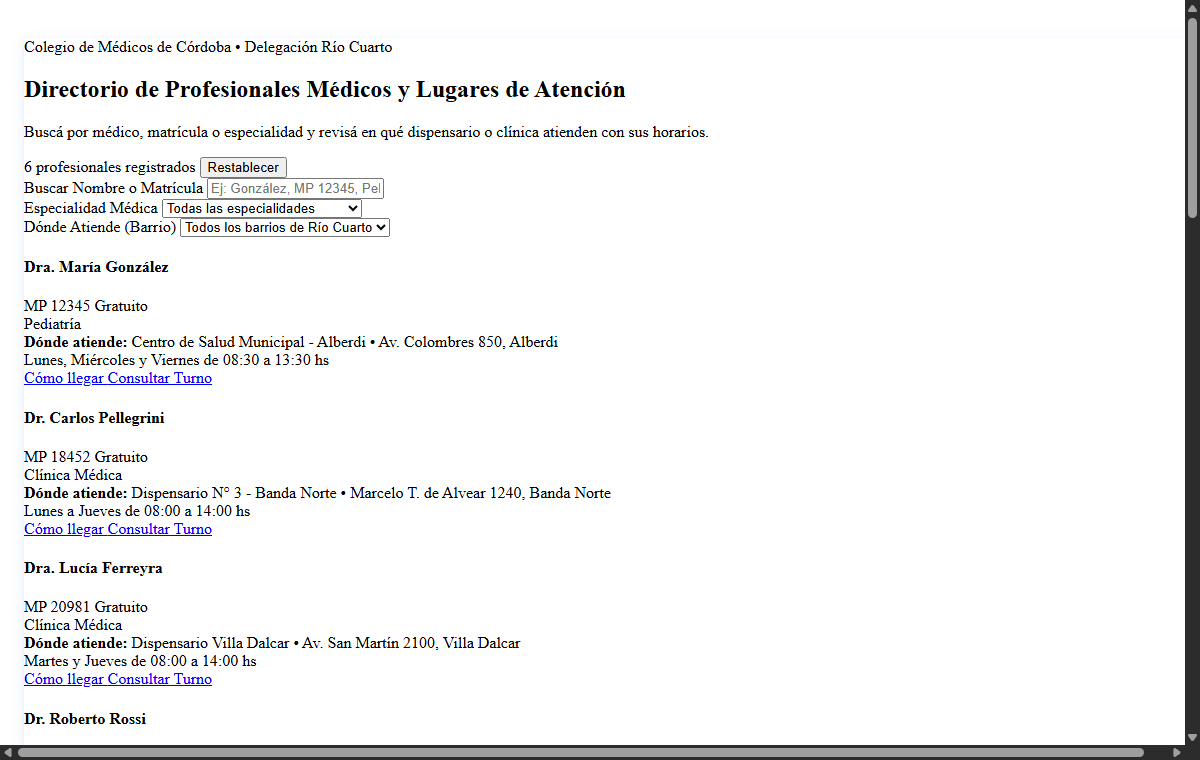 Colegio de Médicos de Córdoba • Delegación Río Cuarto
Directorio de Profesionales Médicos y Lugares de Atención
Buscá por médico, matrícula o especialidad y revisá en qué dispensario o clínica atienden con sus horarios.
6 profesionales registrados Restablecer
Buscar Nombre o Matrícula Ej: González, MP 12345, Pel
Especialidad Médica Todas las especialidades
Dónde Atiende (Barrio) Todos los barrios de Río Cuarto
Dra. María González
MP 12345 Gratuito
Pediatría
Dónde atiende: Centro de Salud Municipal - Alberdi • Av. Colombres 850, Alberdi
Lunes, Miércoles y Viernes de 08:30 a 13:30 hs
Cómo llegar Consultar Turno
Dr. Carlos Pellegrini
MP 18452 Gratuito
Clínica Médica
Dónde atiende: Dispensario N° 3 - Banda Norte • Marcelo T. de Alvear 1240, Banda Norte
Lunes a Jueves de 08:00 a 14:00 hs
Cómo llegar Consultar Turno
Dra. Lucía Ferreyra
MP 20981 Gratuito
Clínica Médica
Dónde atiende: Dispensario Villa Dalcar • Av. San Martín 2100, Villa Dalcar
Martes y Jueves de 08:00 a 14:00 hs
Cómo llegar Consultar Turno
Dr. Roberto Rossi